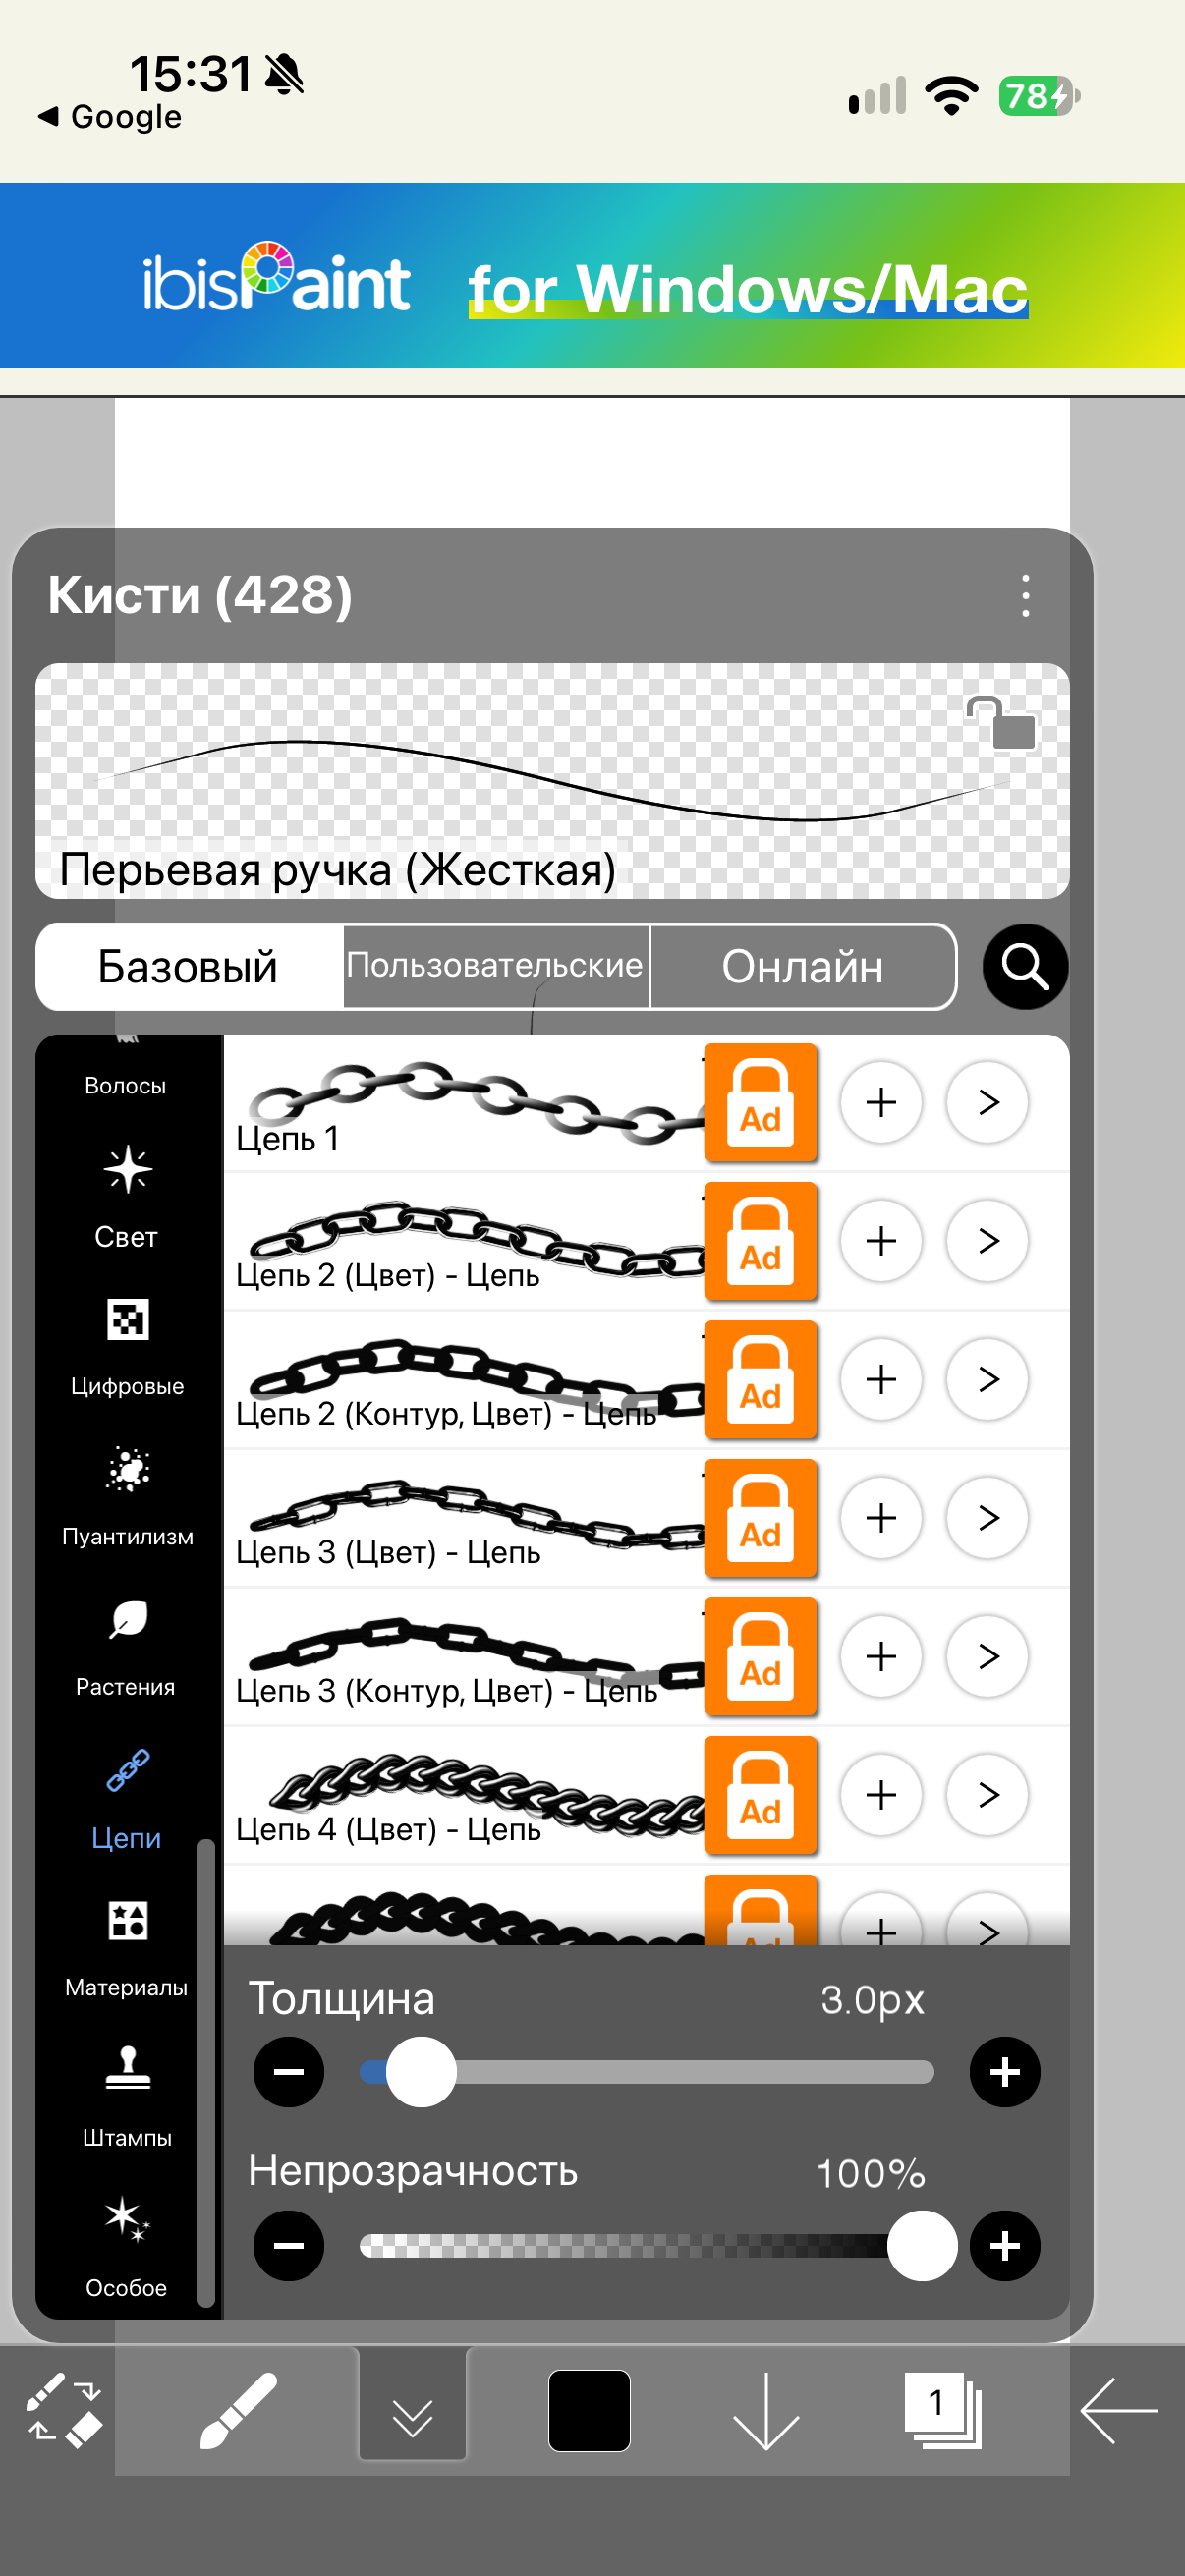 15:31
Google
78
ibisPaint for Windows/Mac
Кисти (428)
Перьевая ручка (Жесткая)
Базовый
Пользовательские
Онлайн
Волосы
Свет
Цифровые
Пуантилизм
Растения
Цепи
Материалы
Штампы
Особое
Цепь 1
Ad
Цепь 2 (Цвет) - Цепь
Ad
Цепь 2 (Контур, Цвет) - Цепь
Ad
Цепь 3 (Цвет) - Цепь
Ad
Цепь 3 (Контур, Цвет) - Цепь
Ad
Цепь 4 (Цвет) - Цепь
Ad
Ad
Толщина
3.0px
Непрозрачность
100%
1